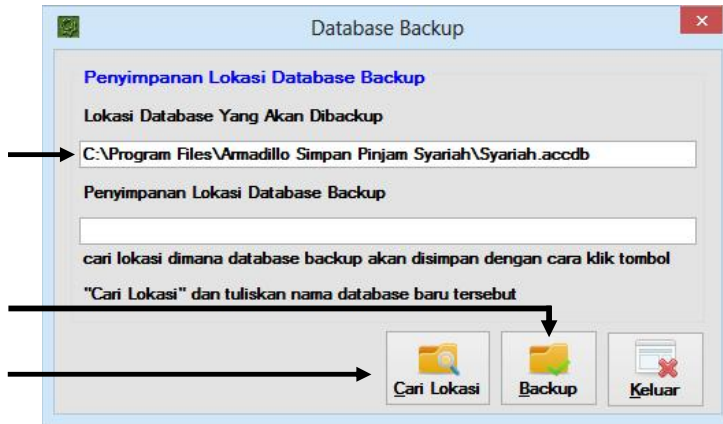 Database Backup
Penyimpanan Lokasi Database Backup
Lokasi Database Yang Akan Dibackup
C:\Program Files\Armadillo Simpan Pinjam Syariah\Syariah.accdb
Penyimpanan Lokasi Database Backup
cari lokasi dimana database backup akan disimpan dengan cara klik tombol
"Cari Lokasi" dan tuliskan nama database baru tersebut
Cari Lokasi Backup Keluar